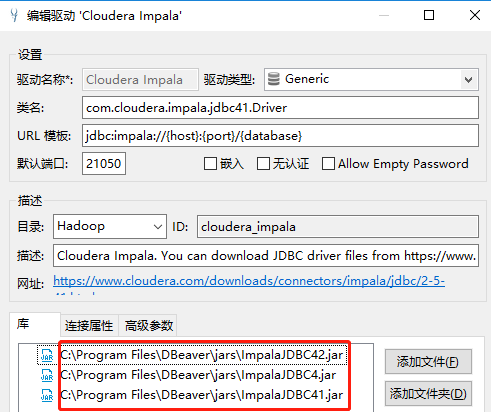 编辑驱动 'Cloudera Impala'
设置
驱动名称*: Cloudera Impala 驱动类型: Generic
类名: com.cloudera.impala.jdbc41.Driver
URL 模板: jdbc:impala://{host}:{port}/{database}
默认端口: 21050 嵌入 无认证 Allow Empty Password
描述
目录: Hadoop ID: cloudera_impala
描述: Cloudera Impala. You can download JDBC driver files from https://www.
网址: https://www.cloudera.com/downloads/connectors/impala/jdbc/2-5-
库 连接属性 高级参数
C:\Program Files\DBeaver\jars\ImpalaJDBC42.jar
C:\Program Files\DBeaver\jars\ImpalaJDBC4.jar
C:\Program Files\DBeaver\jars\ImpalaJDBC41.jar
添加文件(F)
添加文件夹(D)